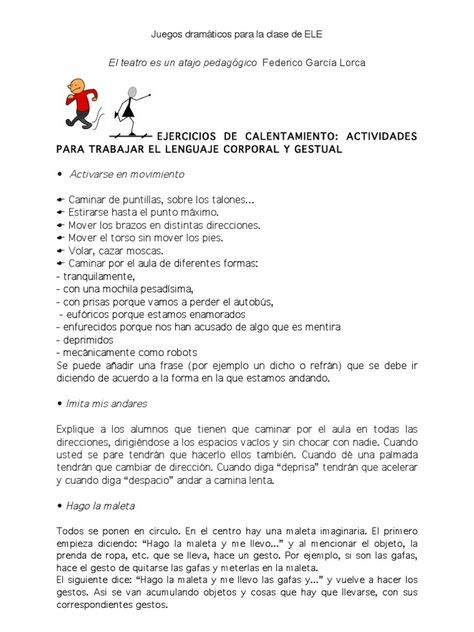 Juegos dramáticos para la clase de ELE
El teatro es un atajo pedagógico Federico García Lorca
EJERCICIOS DE CALENTAMIENTO: ACTIVIDADES
PARA TRABAJAR EL LENGUAJE CORPORAL Y GESTUAL
• Activarse en movimiento
Caminar de puntillas, sobre los talones...
Estirarse hasta el punto máximo.
Mover los brazos en distintas direcciones.
Mover el torso sin mover los pies.
Volar, cazar moscas.
Caminar por el aula de diferentes formas:
- tranquilamente,
- con una mochila pesadísima,
- con prisas porque vamos a perder el autobús,
- eufóricos porque estamos enamorados
- enfurecidos porque nos han acusado de algo que es mentira
- deprimidos
- mecánicamente como robots
Se puede añadir una frase (por ejemplo un dicho o refrán) que se debe ir
diciendo de acuerdo a la forma en la que estamos andando.
• Imita mis andares
Explique a los alumnos que tienen que caminar por el aula en todas las
direcciones, dirigiéndose a los espacios vacíos y sin chocar con nadie. Cuando
usted se pare tendrán que hacerlo ellos también. Cuando dé una palmada
tendrán que cambiar de dirección. Cuando diga “deprisa” tendrán que acelerar
y cuando diga “despacio” andar a camina lenta.
• Hago la maleta
Todos se ponen en círculo. En el centro hay una maleta imaginaria. El primero
empieza diciendo: “Hago la maleta y me llevo...” y al mencionar el objeto, la
prenda de ropa, etc. que se lleva, hace un gesto. Por ejemplo, si son las gafas,
hace el gesto de quitarse las gafas y meterlas en la maleta.
El siguiente dice: “Hago la maleta y me llevo las gafas y...” y vuelve a hacer los
gestos. Así se van acumulando objetos y cosas que hay que llevarse, con sus
correspondientes gestos.